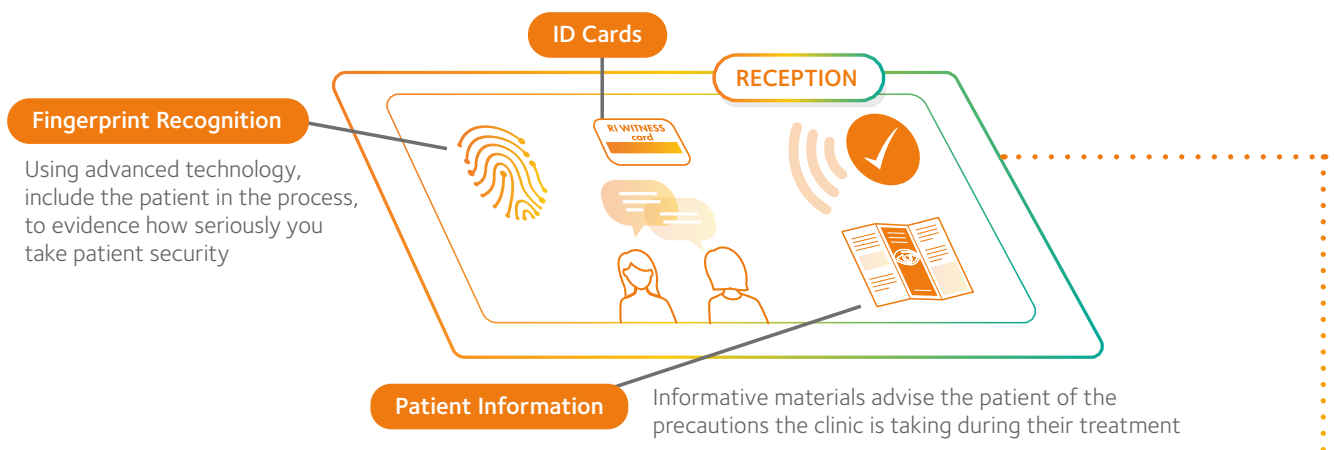 ID Cards
RECEPTION
Fingerprint Recognition
RI WITNESS
card
Using advanced technology,
include the patient in the process,
to evidence how seriously you
take patient security
Patient Information
Informative materials advise the patient of the
precautions the clinic is taking during their treatment